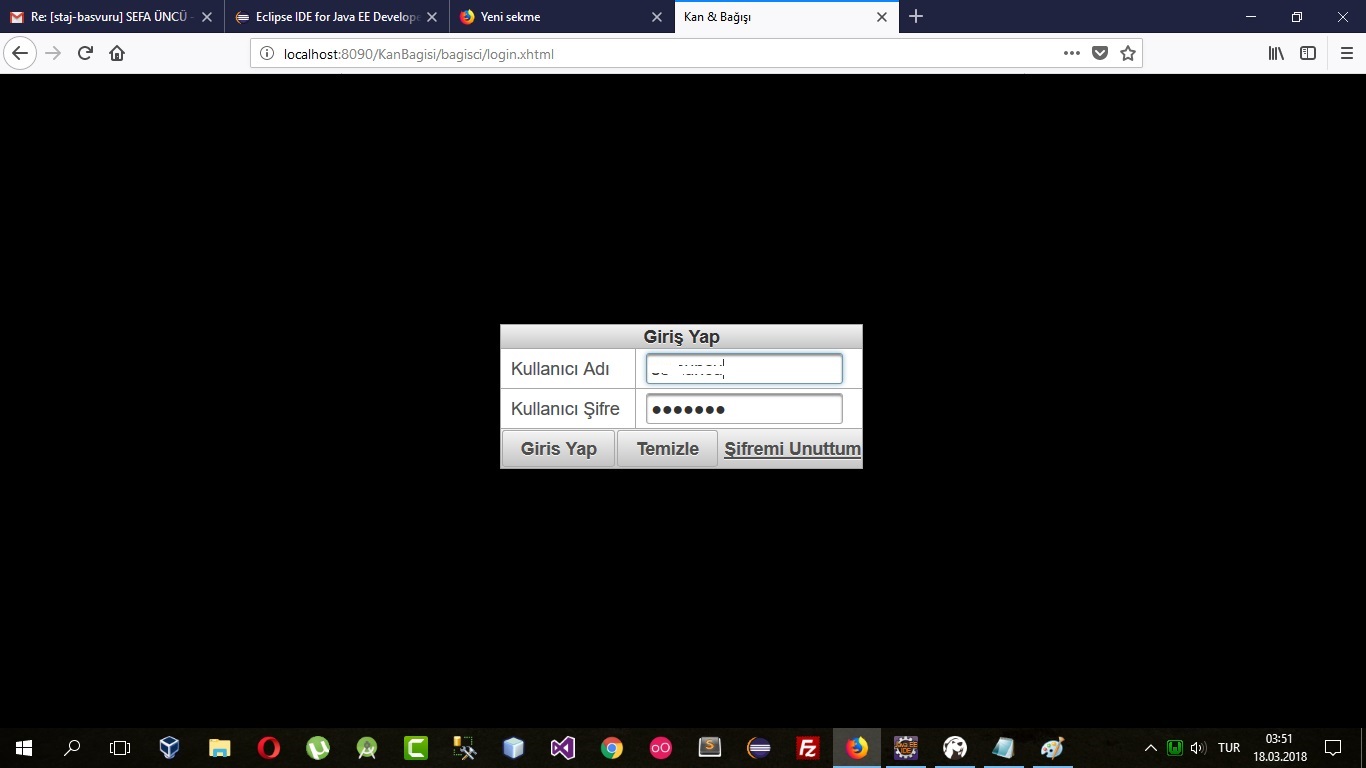 Re: [staj-basvuru] SEFA ÜNCÜ -
Eclipse IDE for Java EE Develope
Yeni sekme
Kan & Bağışı
localhost:8090/KanBagisi/bagisci/login.xhtml
Giriş Yap
Kullanıcı Adı
Kullanıcı Şifre
Giris Yap Temizle Şifremi Unuttum
TUR
03:51
18.03.2018